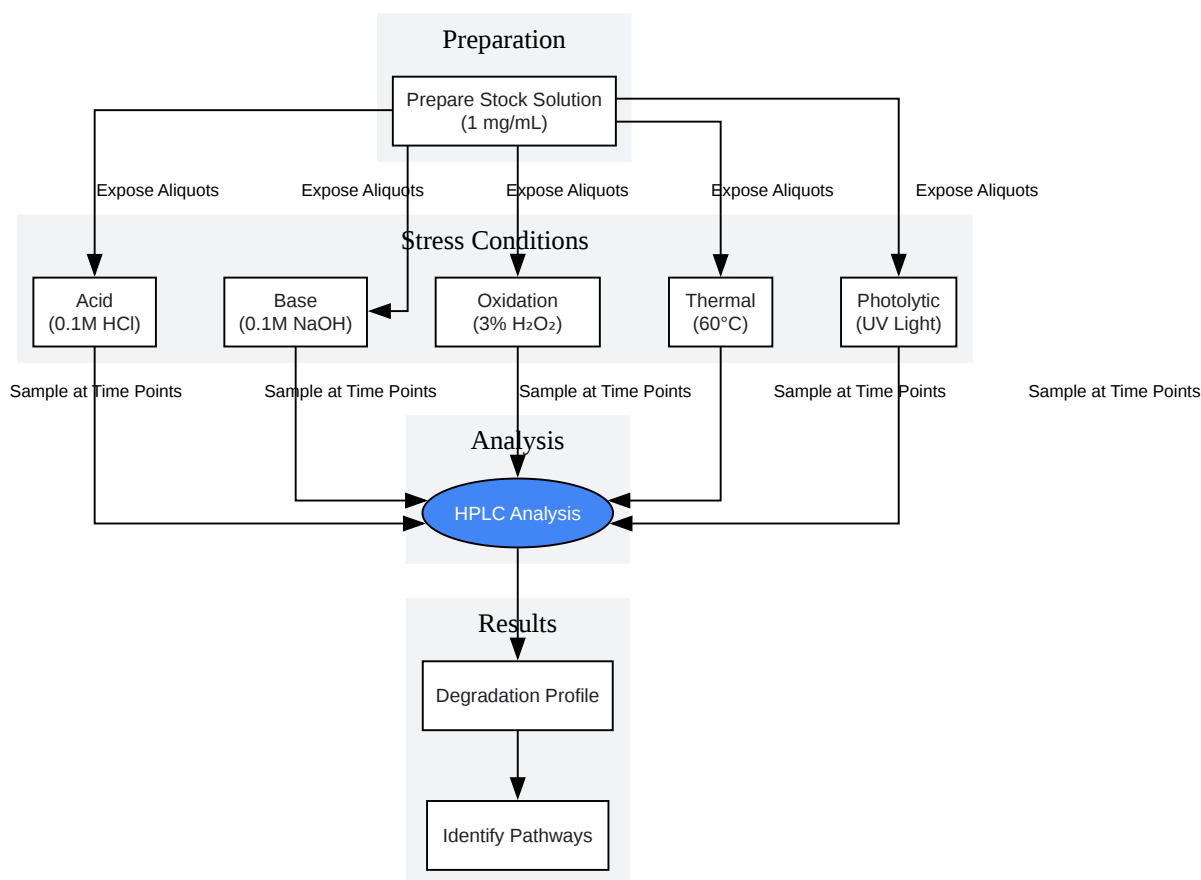 Preparation
Prepare Stock Solution
(1 mg/mL)
Expose Aliquots
Expose Aliquots
Expose Aliquots
Expose Aliquots
Expose Aliquots
Stress Conditions
Acid
(0.1M HCl)
Base
(0.1M NaOH)
Oxidation
(3% H₂O₂)
Thermal
(60°C)
Photolytic
(UV Light)
Sample at Time Points
Sample at Time Points
Sample at Time Points
Sample at Time Points
Sample at Time Points
Analysis
HPLC Analysis
Results
Degradation Profile
Identify Pathways